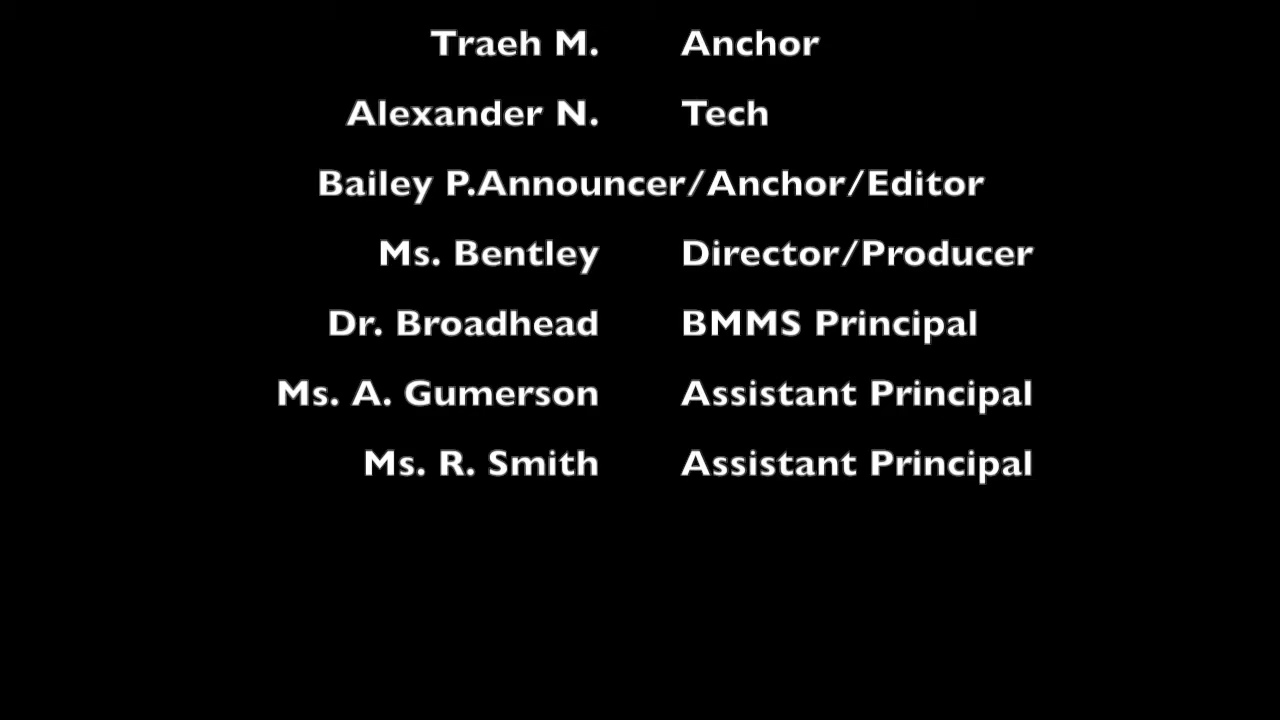 Traeh M. Anchor
Alexander N. Tech
Bailey P.Announcer/Anchor/Editor
Ms. Bentley Director/Producer
Dr. Broadhead BMMS Principal
Ms. A. Gumerson Assistant Principal
Ms. R. Smith Assistant Principal